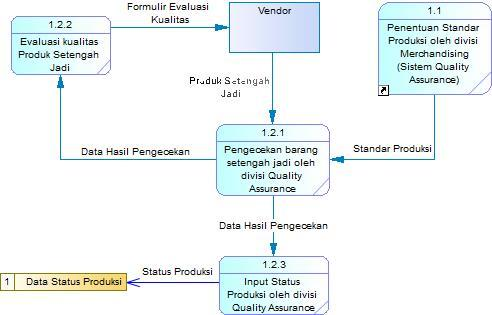 Formulir Evaluasi
Kualitas
1.2.2
Evaluasi kualitas
Produk Setengah
Jadi
Vendor
1.1
Penentuan Standar
Produksi oleh divisi
Merchandising
(Sistem Quality
Assurance)
Produk Setengah
Jadi
1.2.1
Pengecekan barang
setengah jadi oleh
divisi Quality
Assurance
Data Hasil Pengecekan
Standar Produksi
Data Hasil Pengecekan
1.2.3
Input Status
Produksi oleh divisi
Quality Assurance
Status Produksi
1 Data Status Produksi